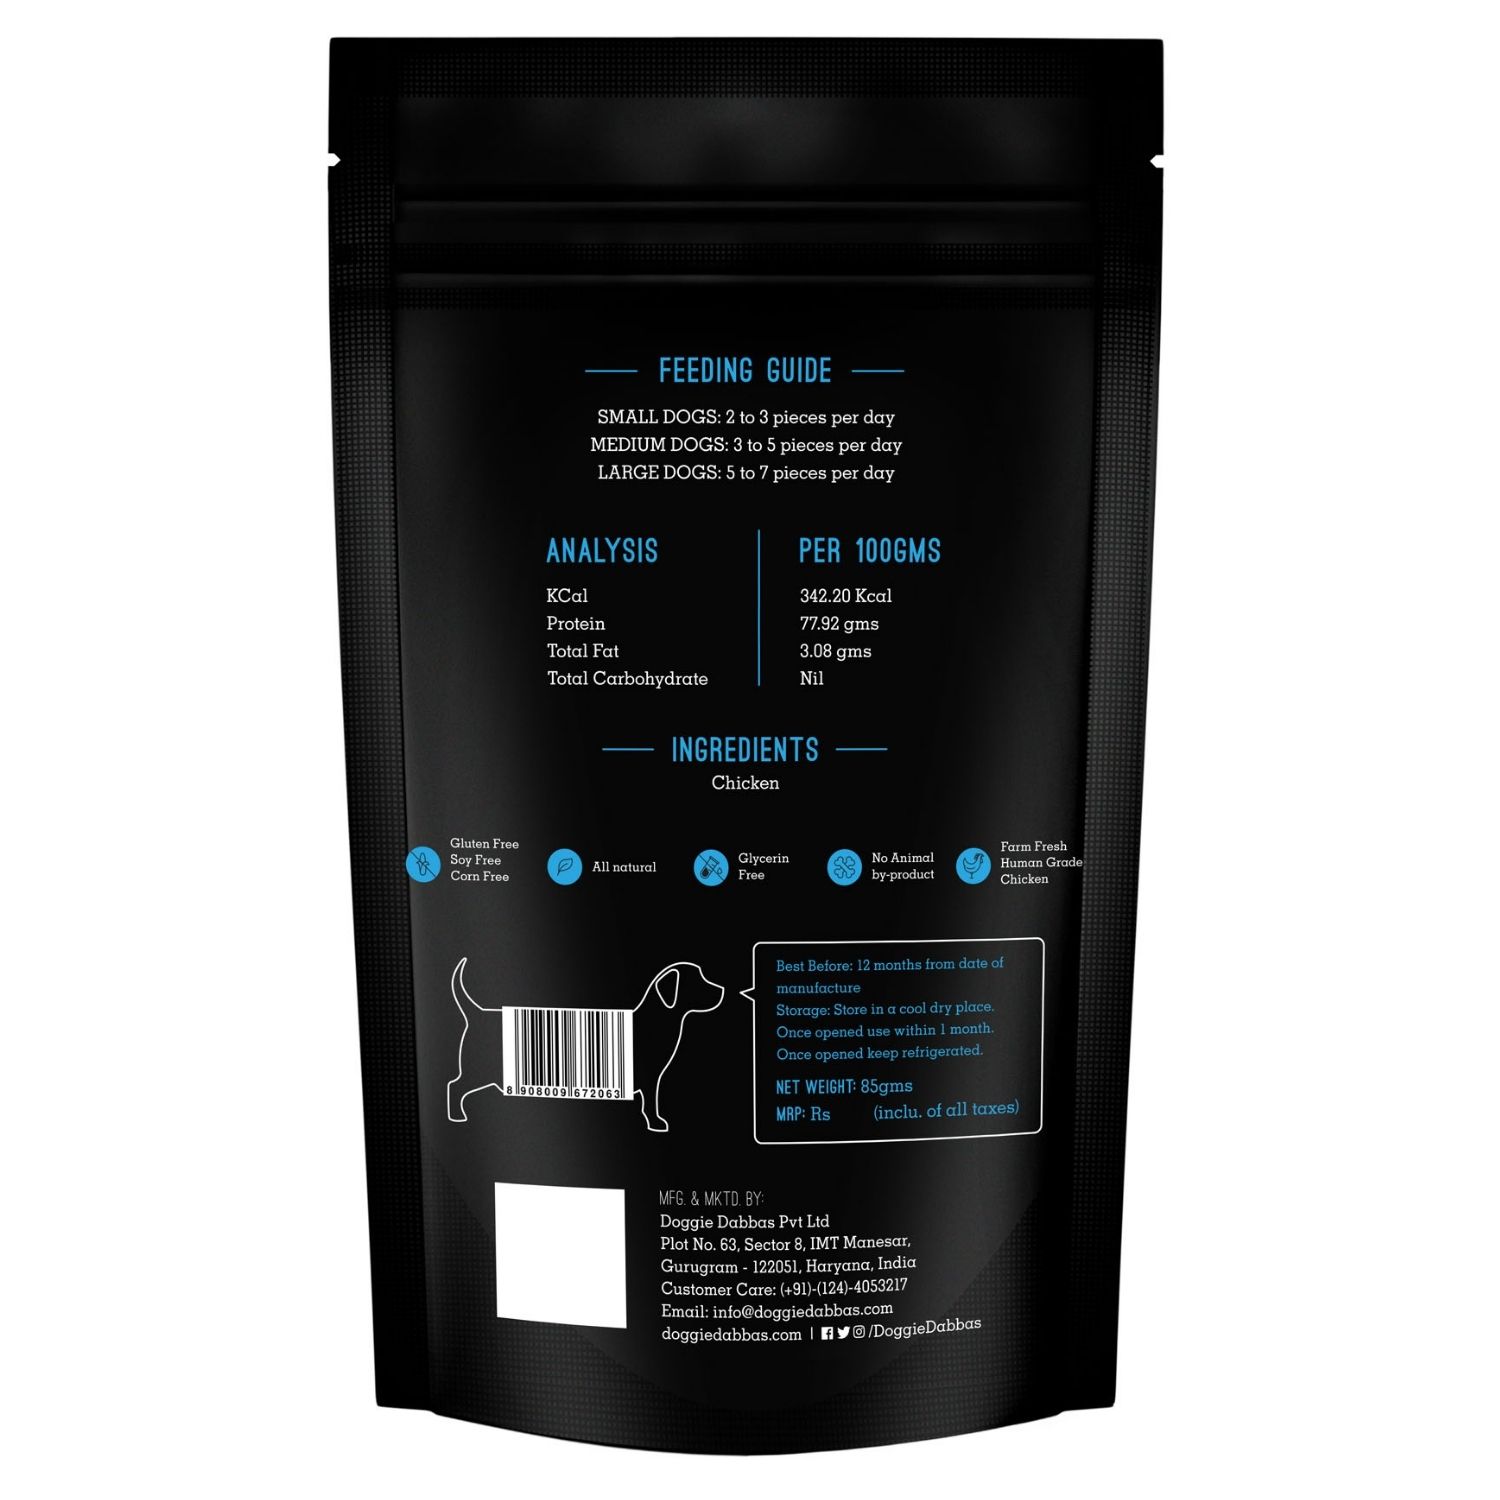 FEEDING GUIDE
SMALL DOGS: 2 to 3 pieces per day
MEDIUM DOGS: 3 to 5 pieces per day
LARGE DOGS: 5 to 7 pieces per day
ANALYSIS PER 100GMS
KCal 342.20 Kcal
Protein 77.92 gms
Total Fat 3.08 gms
Total Carbohydrate Nil
INGREDIENTS
Chicken
Gluten Free
Soy Free
Corn Free
All natural
Glycerin
Free
No Animal
by-product
Farm Fresh
Human Grade
Chicken
8 908009 672063
Best Before: 12 months from date of
manufacture
Storage: Store in a cool dry place.
Once opened use within 1 month.
Once opened keep refrigerated.
NET WEIGHT: 85gms
MRP: Rs (inclu. of all taxes)
MFG. & MKTD. BY:
Doggie Dabbas Pvt Ltd
Plot No. 63, Sector 8, IMT Manesar,
Gurugram - 122051, Haryana, India
Customer Care: (+91)-(124)-4053217
Email: info@doggiedabbas.com
doggiedabbas.com | /DoggieDabbas